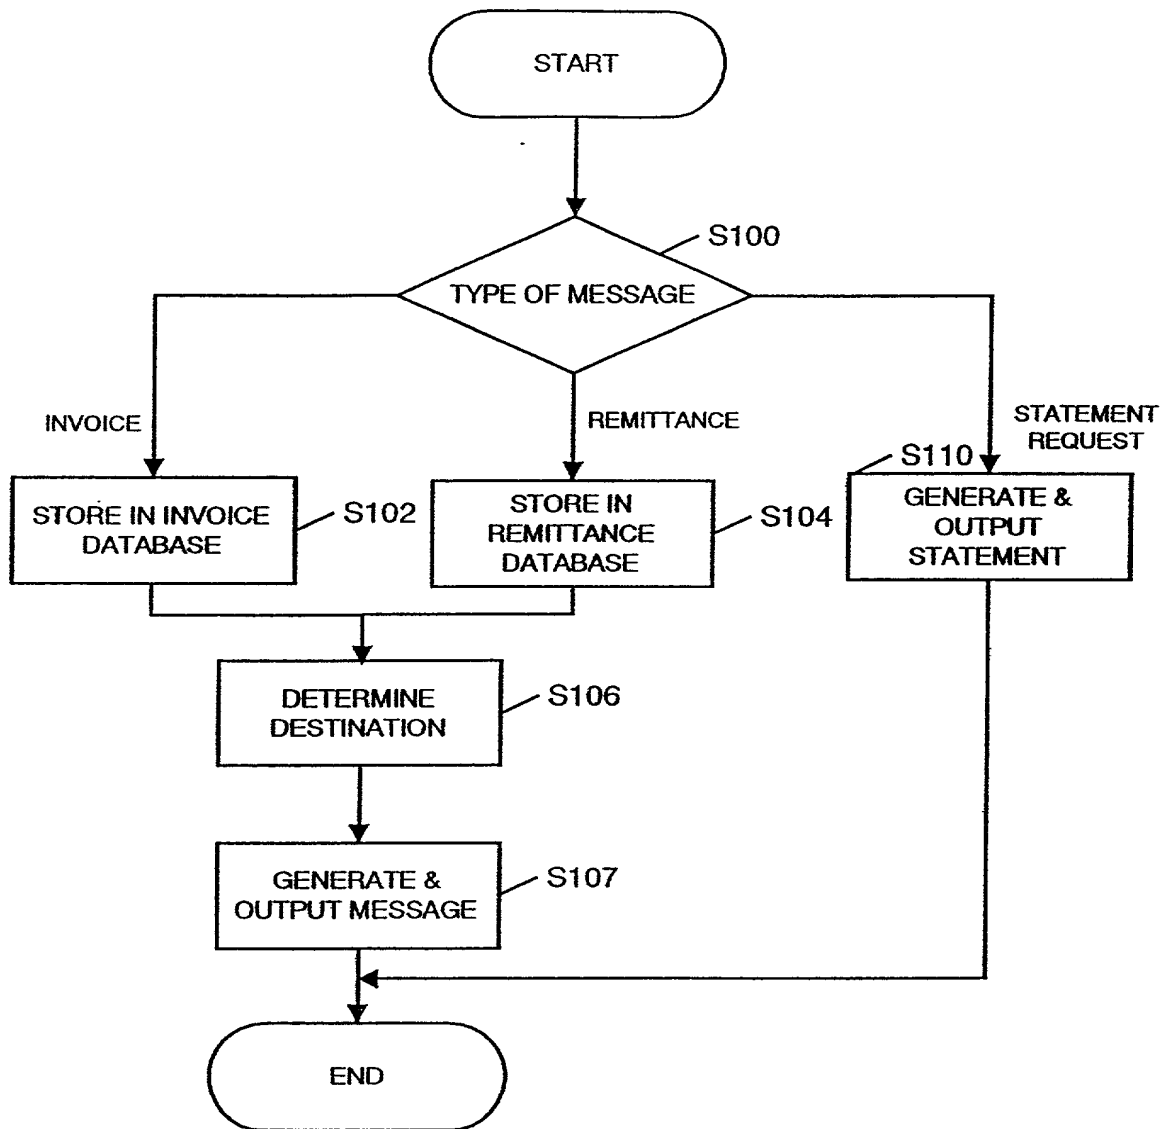 START
S100
TYPE OF MESSAGE
INVOICE
REMITTANCE
STATEMENT
REQUEST
STORE IN INVOICE
DATABASE
S102
STORE IN
REMITTANCE
DATABASE
S104
S110
GENERATE &
OUTPUT
STATEMENT
DETERMINE
DESTINATION
S106
GENERATE &
OUTPUT MESSAGE
S107
END